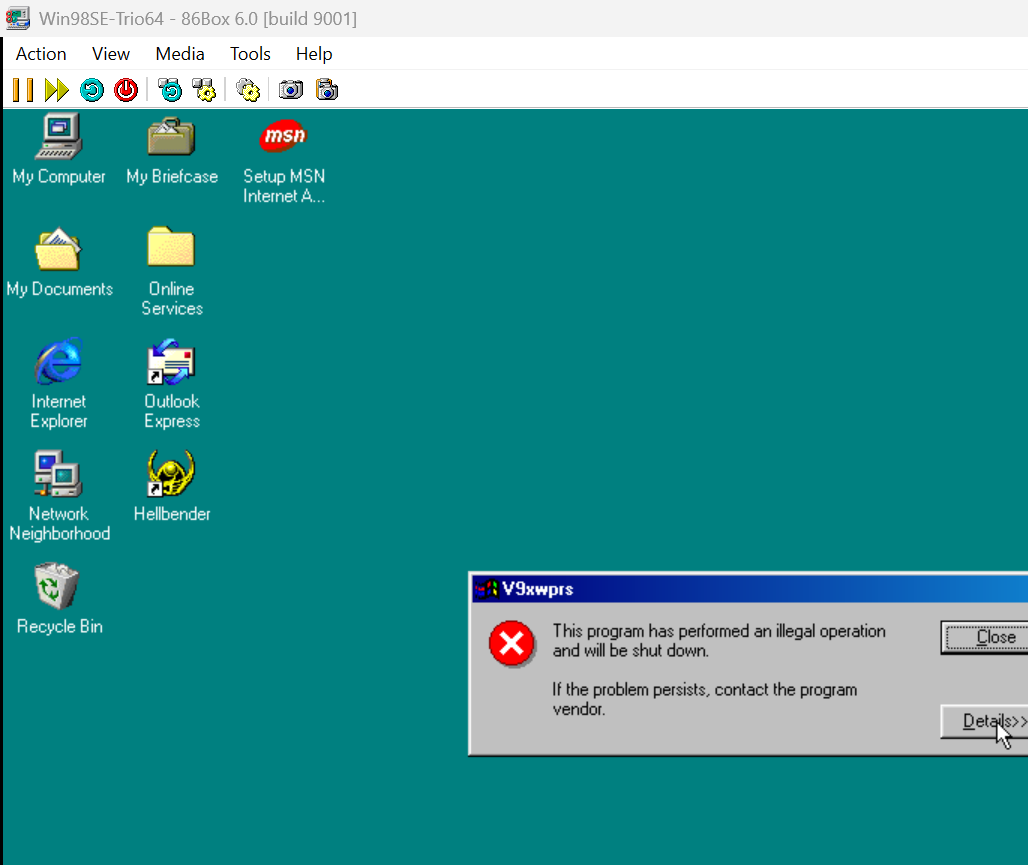 Win98SE-Trio64 - 86Box 6.0 [build 9001]
Action View Media Tools Help
My Computer
My Briefcase
msn
Setup MSN
Internet A...
My Documents
Online
Services
Internet
Explorer
Outlook
Express
Network
Neighborhood
Hellbender
Recycle Bin
V9xwprs
This program has performed an illegal operation
and will be shut down.
If the problem persists, contact the program
vendor.
Close
Details>>